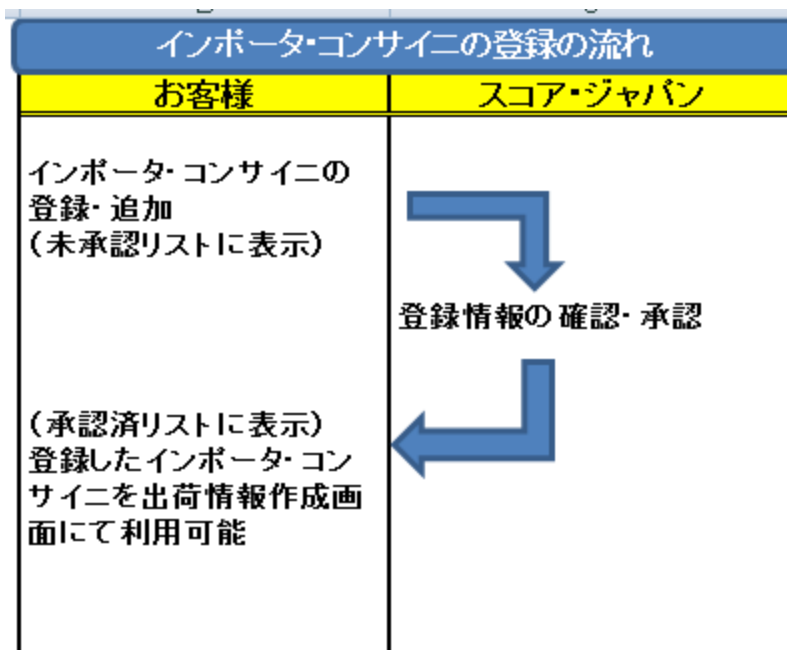 インポータ・コンサイニの登録の流れ
お客様
スコア・ジャパン
インポータ・コンサイニの
登録・追加
（未承認リストに表示）
登録情報の確認・承認
（承認済リストに表示）
登録したインポータ・コン
サイニを出荷情報作成画
面にて利用可能